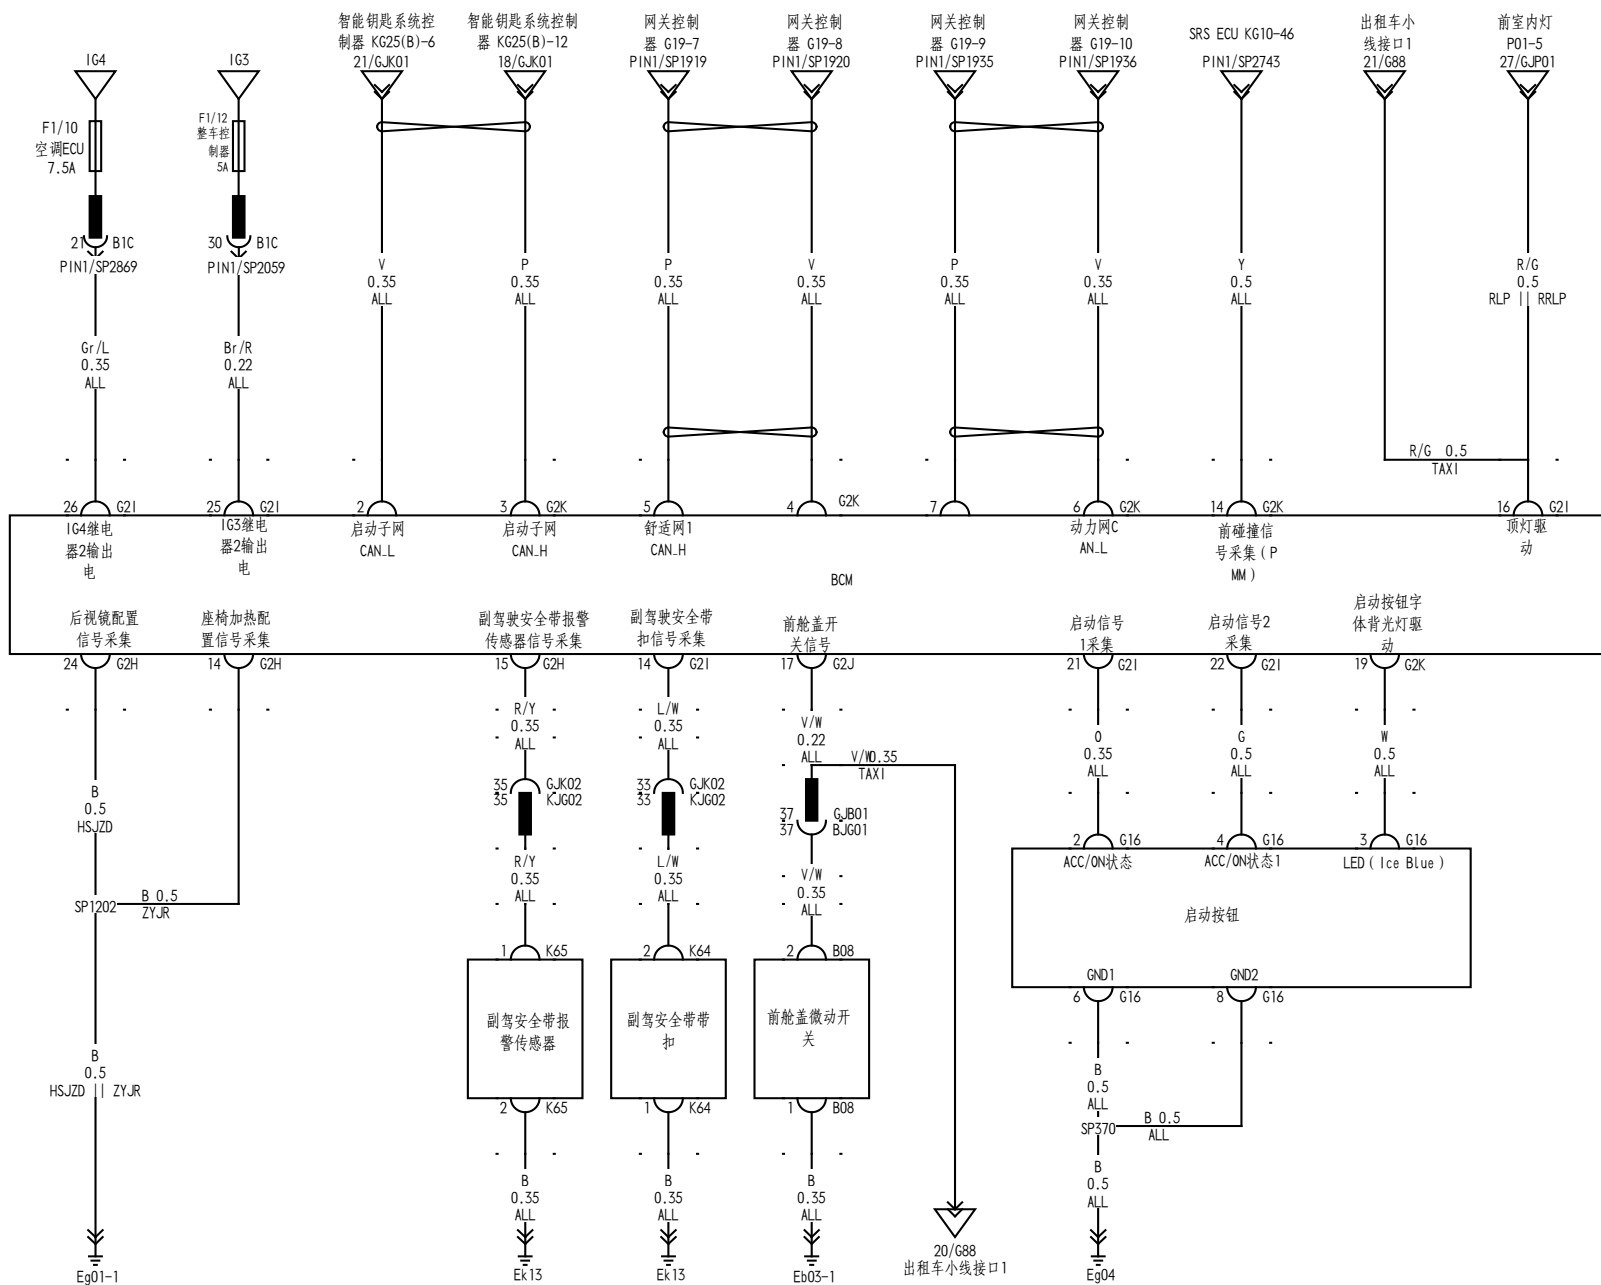 IG4
F1/10
空调ECU
7.5A
21 B1C
PIN1/SP2869
Gr/L
0.35
ALL
IG3
F1/12
整车控
制器
5A
30 B1C
PIN1/SP2059
Br/R
0.22
ALL
智能钥匙系统控
制器 KG25(B)-6
21/GJK01
V
0.35
ALL
智能钥匙系统控制
器 KG25(B)-12
18/GJK01
P
0.35
ALL
网关控制
器 G19-7
PIN1/SP1919
P
0.35
ALL
网关控制
器 G19-8
PIN1/SP1920
V
0.35
ALL
网关控制
器 G19-9
PIN1/SP1935
P
0.35
ALL
网关控制
器 G19-10
PIN1/SP1936
V
0.35
ALL
SRS ECU KG10-46
PIN1/SP2743
Y
0.5
ALL
出租车小
线接口1
21/G88
R/G 0.5
TAXI
前室内灯
P01-5
27/GJP01
R/G
0.5
RLP || RRLP
26 G2I
IG4继电
器2输出
电
25 G2I
IG3继电
器2输出
电
2
启动子网
CAN_L
3 G2K
启动子网
CAN_H
5
舒适网1
CAN_H
4 G2K
7
6 G2K
动力网C
AN_L
14 G2K
前碰撞信
号采集(P
MM)
16 G2I
顶灯驱
动
BCM
后视镜配置
信号采集
24 G2H
座椅加热配
置信号采集
14 G2H
副驾驶安全带报警
传感器信号采集
15 G2H
副驾驶安全带
扣信号采集
14 G2I
前舱盖开
关信号
17 G2J
启动信号
1采集
21 G2I
启动信号2
采集
22 G2I
启动按钮字
体背光灯驱
动
19 G2K
B
0.5
HSJZD
SP1202
B 0.5
ZYJR
B
0.5
HSJZD || ZYJR
Eg01-1
R/Y
0.35
ALL
35 GJK02
35 KJG02
R/Y
0.35
ALL
1 K65
副驾安全带报
警传感器
2 K65
B
0.35
ALL
Ek13
L/W
0.35
ALL
33 GJK02
33 KJG02
L/W
0.35
ALL
2 K64
副驾安全带带
扣
1 K64
B
0.35
ALL
Ek13
V/W
0.22
ALL
V/W 0.35
TAXI
37 GJB01
37 BJG01
V/W
0.35
ALL
2 B08
前舱盖微动开
关
1 B08
B
0.35
ALL
Eb03-1
20/G88
出租车小线接口1
O
0.35
ALL
2 G16
ACC/ON状态
G
0.5
ALL
4 G16
ACC/ON状态1
W
0.5
ALL
3 G16
LED(Ice Blue)
启动按钮
GND1
6 G16
GND2
8 G16
B
0.5
ALL
SP370
B 0.5
ALL
B
0.5
ALL
Eg04